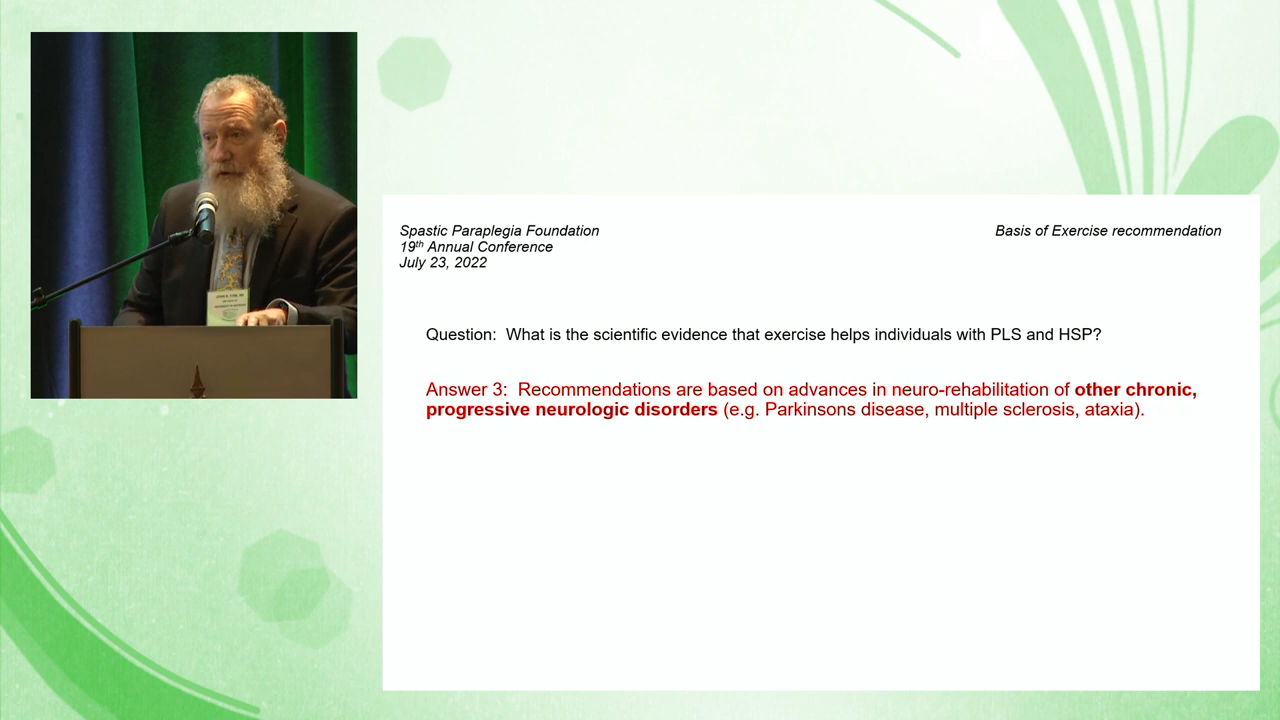 Spastic Paraplegia Foundation
19th Annual Conference
July 23, 2022
Basis of Exercise recommendation
Question: What is the scientific evidence that exercise helps individuals with PLS and HSP?
Answer 3: Recommendations are based on advances in neuro-rehabilitation of other chronic,
progressive neurologic disorders (e.g. Parkinsons disease, multiple sclerosis, ataxia).